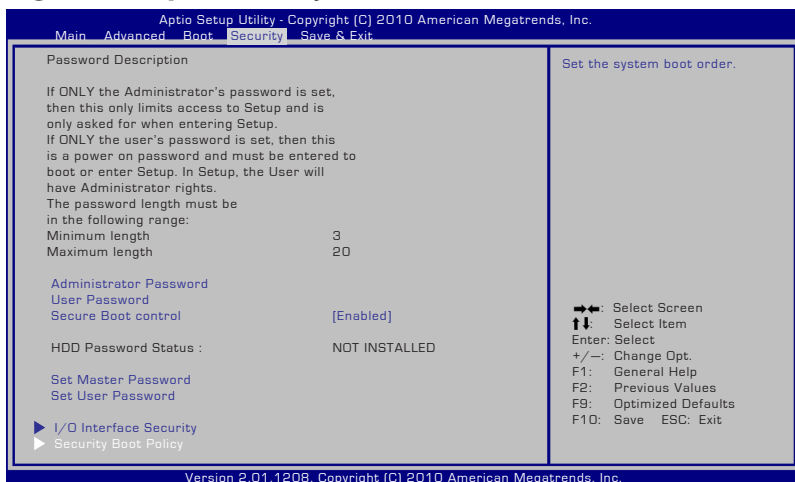 Aptio Setup Utility - Copyright (C) 2010 American Megatrends, Inc.
Main Advanced Boot Security Save & Exit
Password Description
If ONLY the Administrator's password is set,
then this only limits access to Setup and is
only asked for when entering Setup.
If ONLY the user's password is set, then this
is a power on password and must be entered to
boot or enter Setup. In Setup, the User will
have Administrator rights.
The password length must be
in the following range:
Minimum length 3
Maximum length 20
Administrator Password
User Password
Secure Boot control [Enabled]
HDD Password Status : NOT INSTALLED
Set Master Password
Set User Password
I/O Interface Security
Security Boot Policy
Set the system boot order.
→←: Select Screen
↑↓: Select Item
Enter: Select
+/—: Change Opt.
F1: General Help
F2: Previous Values
F9: Optimized Defaults
F10: Save ESC: Exit
Version 2.01.1208. Copyright (C) 2010 American Megatrends, Inc.